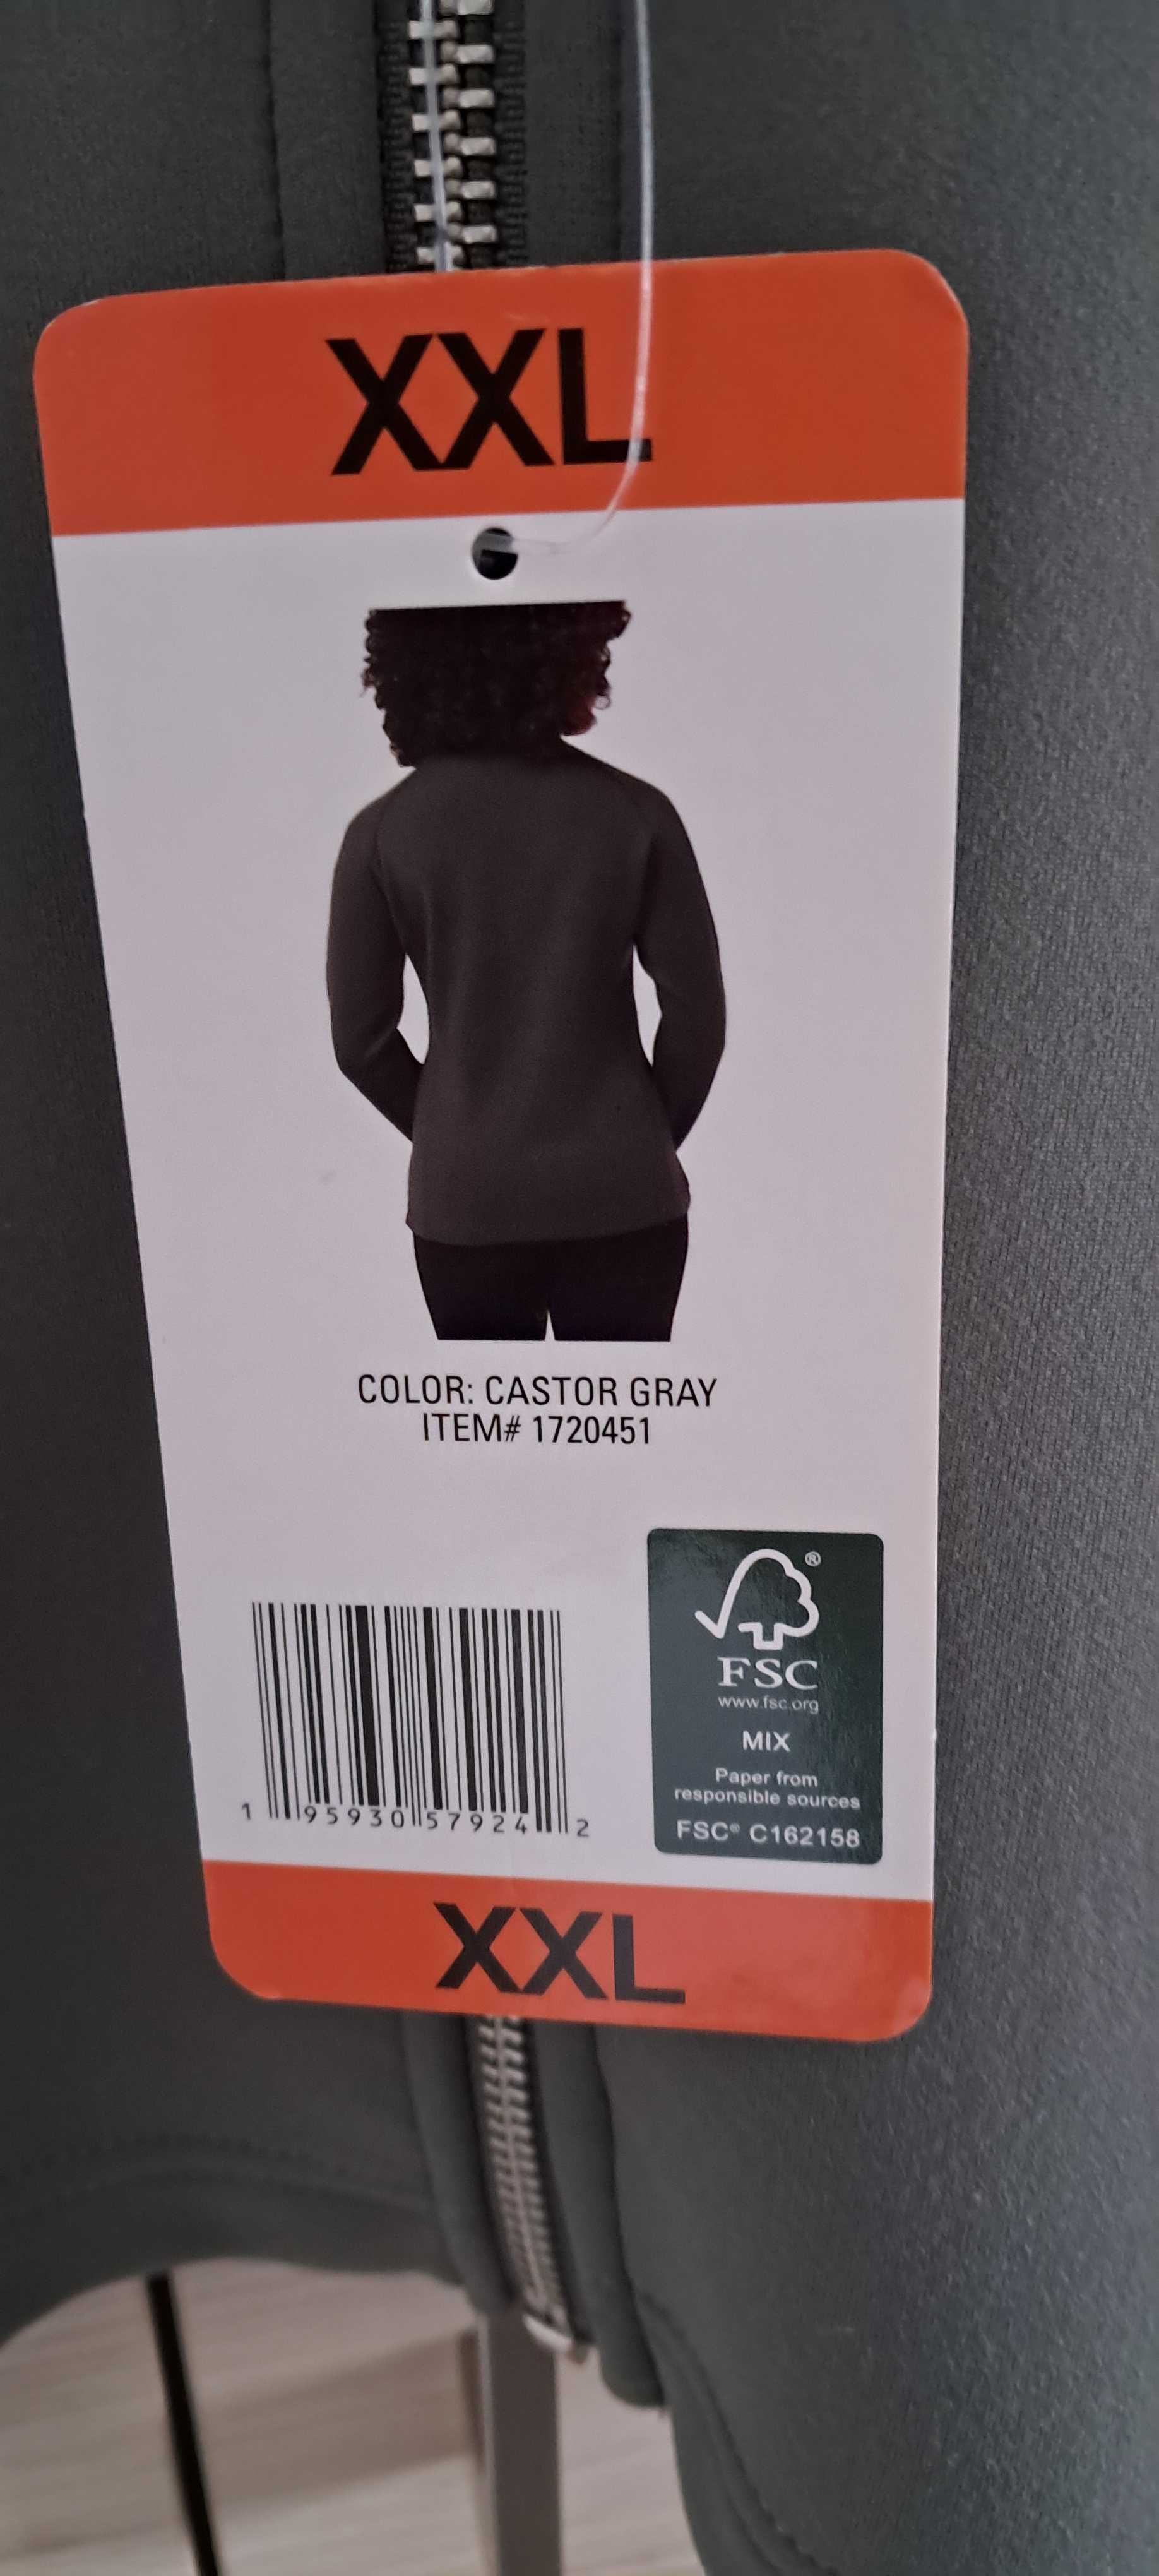 XXL
COLOR: CASTOR GRAY
ITEM# 1720451
®
FSC
www.fsc.org
MIX
Paper from
responsible sources
FSC® C162158
1 95930 57924 2
XXL